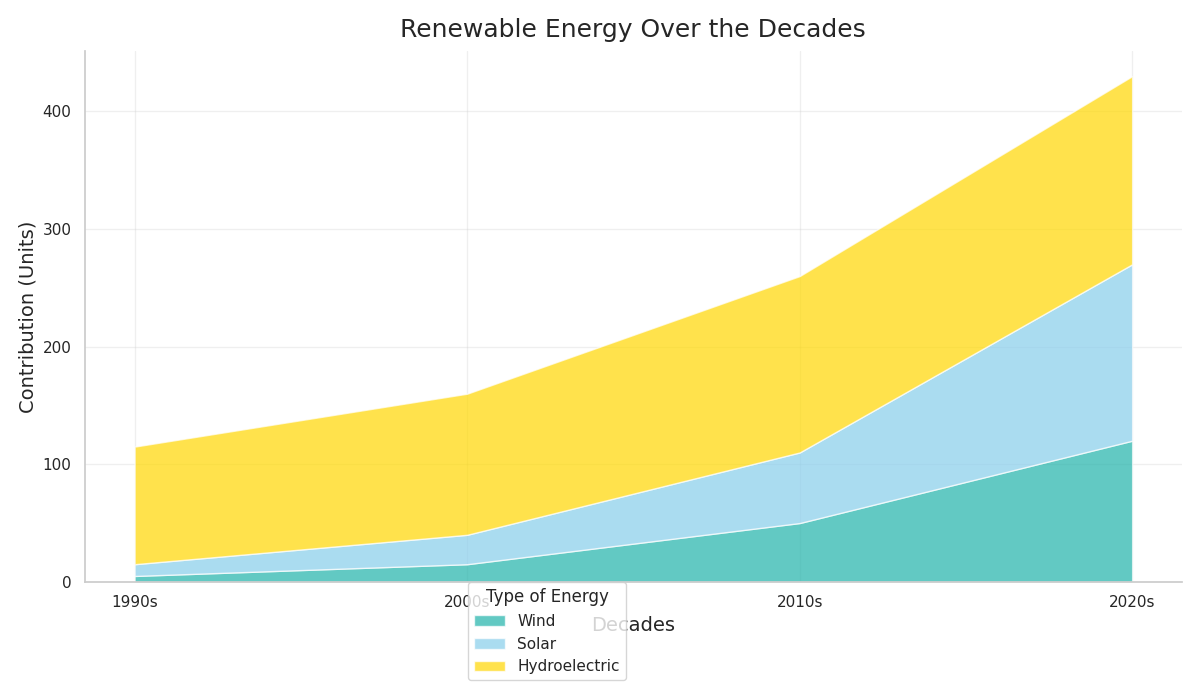 Renewable Energy Over the Decades
Contribution (Units)
400
300
200
100
0
1990s
2000s
2010s
2020s
Decades
Type of Energy
Wind
Solar
Hydroelectric